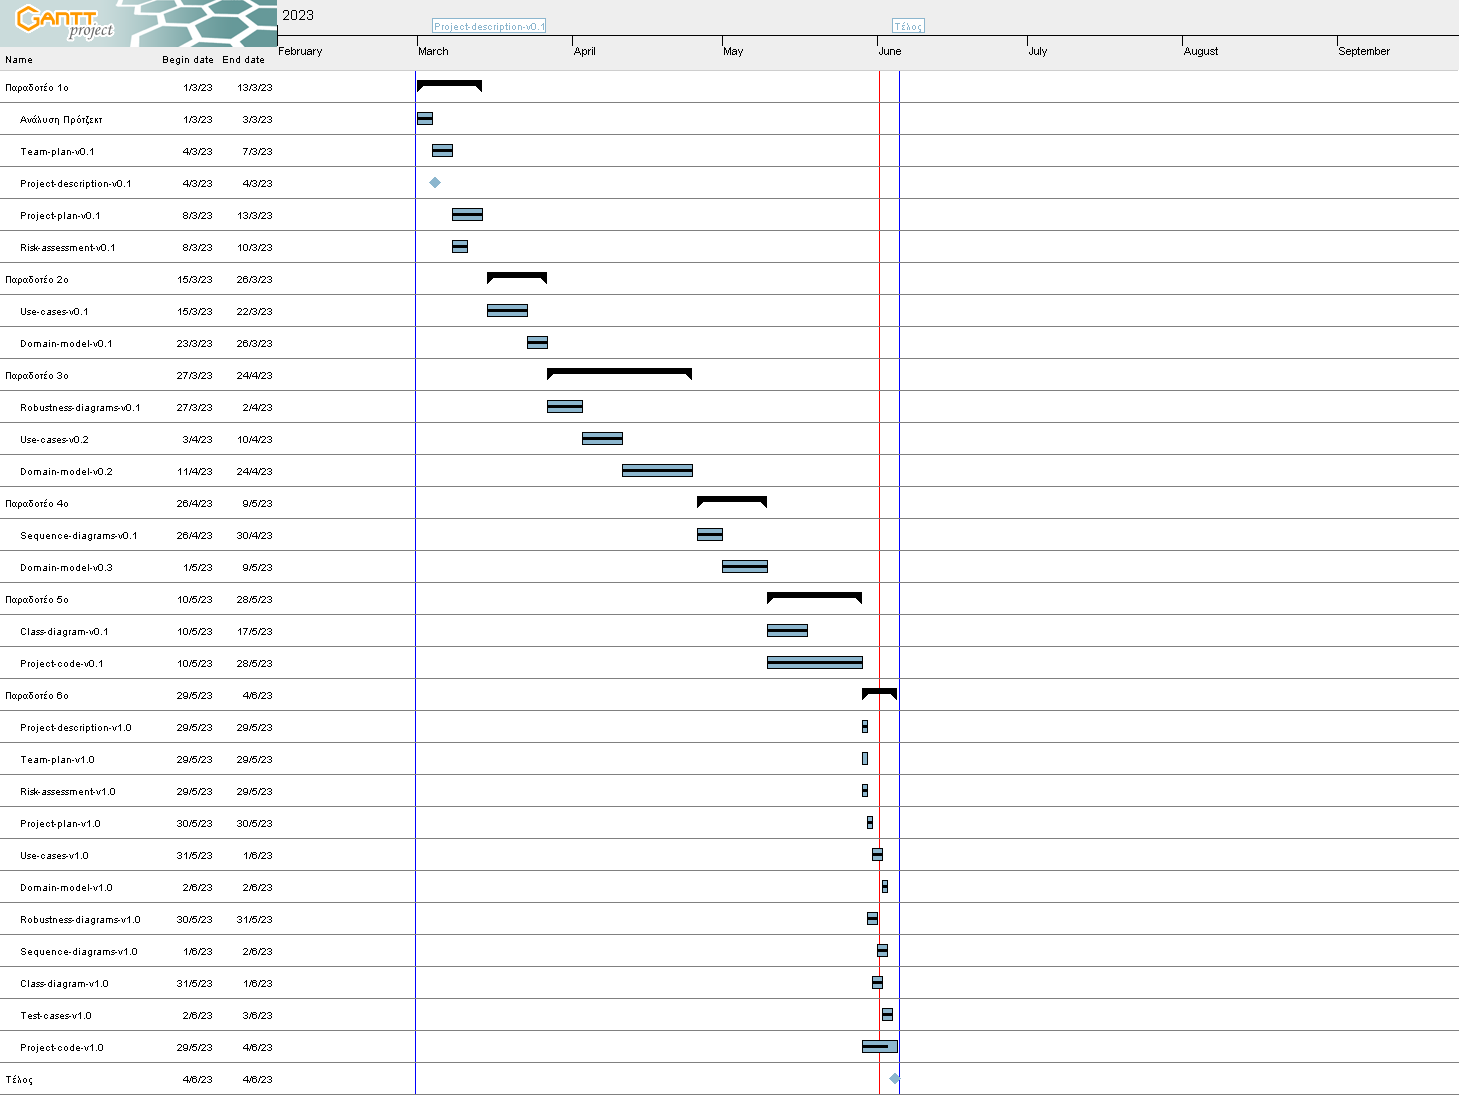 GANTT
project
2023
Project-description-v0.1 Τέλος
February March April May June July August September
Name Begin date End date
Παραδοτέο 1ο 1/3/23 13/3/23
Ανάλυση Πρότζεκτ 1/3/23 3/3/23
Team-plan-v0.1 4/3/23 7/3/23
Project-description-v0.1 4/3/23 4/3/23
Project-plan-v0.1 8/3/23 13/3/23
Risk-assessment-v0.1 8/3/23 10/3/23
Παραδοτέο 2ο 15/3/23 26/3/23
Use-cases-v0.1 15/3/23 22/3/23
Domain-model-v0.1 23/3/23 26/3/23
Παραδοτέο 3ο 27/3/23 24/4/23
Robustness-diagrams-v0.1 27/3/23 2/4/23
Use-cases-v0.2 3/4/23 10/4/23
Domain-model-v0.2 11/4/23 24/4/23
Παραδοτέο 4ο 26/4/23 9/5/23
Sequence-diagrams-v0.1 26/4/23 30/4/23
Domain-model-v0.3 1/5/23 9/5/23
Παραδοτέο 5ο 10/5/23 28/5/23
Class-diagram-v0.1 10/5/23 17/5/23
Project-code-v0.1 10/5/23 28/5/23
Παραδοτέο 6ο 29/5/23 4/6/23
Project-description-v1.0 29/5/23 29/5/23
Team-plan-v1.0 29/5/23 29/5/23
Risk-assessment-v1.0 29/5/23 29/5/23
Project-plan-v1.0 30/5/23 30/5/23
Use-cases-v1.0 31/5/23 1/6/23
Domain-model-v1.0 2/6/23 2/6/23
Robustness-diagrams-v1.0 30/5/23 31/5/23
Sequence-diagrams-v1.0 1/6/23 2/6/23
Class-diagram-v1.0 31/5/23 1/6/23
Test-cases-v1.0 2/6/23 3/6/23
Project-code-v1.0 29/5/23 4/6/23
Τέλος 4/6/23 4/6/23